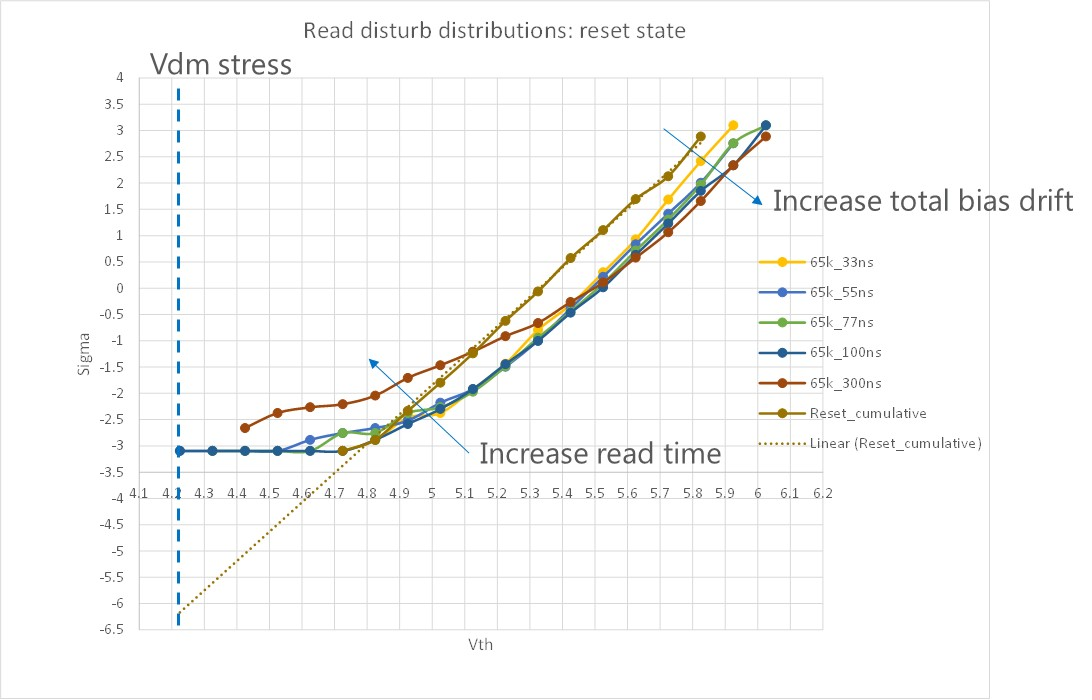 Read disturb distributions: reset state
Vdm stress
4
3.5
3
2.5
2
1.5
1
0.5
0
-0.5
-1
-1.5
-2
-2.5
-3
-3.5
-4
-4.5
-5
-5.5
-6
-6.5
Sigma
4.1 4.2 4.3 4.4 4.5 4.6 4.7 4.8 4.9 5 5.1 5.2 5.3 5.4 5.5 5.6 5.7 5.8 5.9 6 6.1 6.2
Vth
Increase total bias drift
Increase read time
65k_33ns
65k_55ns
65k_77ns
65k_100ns
65k_300ns
Reset_cumulative
Linear (Reset_cumulative)